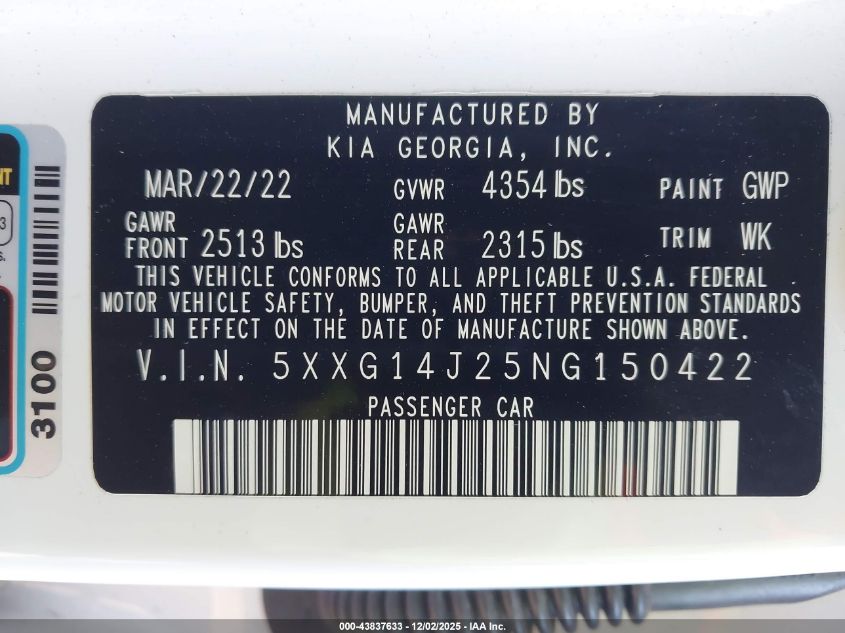 MANUFACTURED BY
KIA GEORGIA, INC.
MAR/22/22 GVWR 4354 lbs PAINT GWP
GAWR FRONT 2513 lbs GAWR REAR 2315 lbs TRIM WK
THIS VEHICLE CONFORMS TO ALL APPLICABLE U.S.A. FEDERAL
MOTOR VEHICLE SAFETY, BUMPER, AND THEFT PREVENTION STANDARDS
IN EFFECT ON THE DATE OF MANUFACTURE SHOWN ABOVE.
V.I.N. 5XXG14J25NG150422
PASSENGER CAR
3100
000-43837633 - 12/02/2025 - IAA Inc.